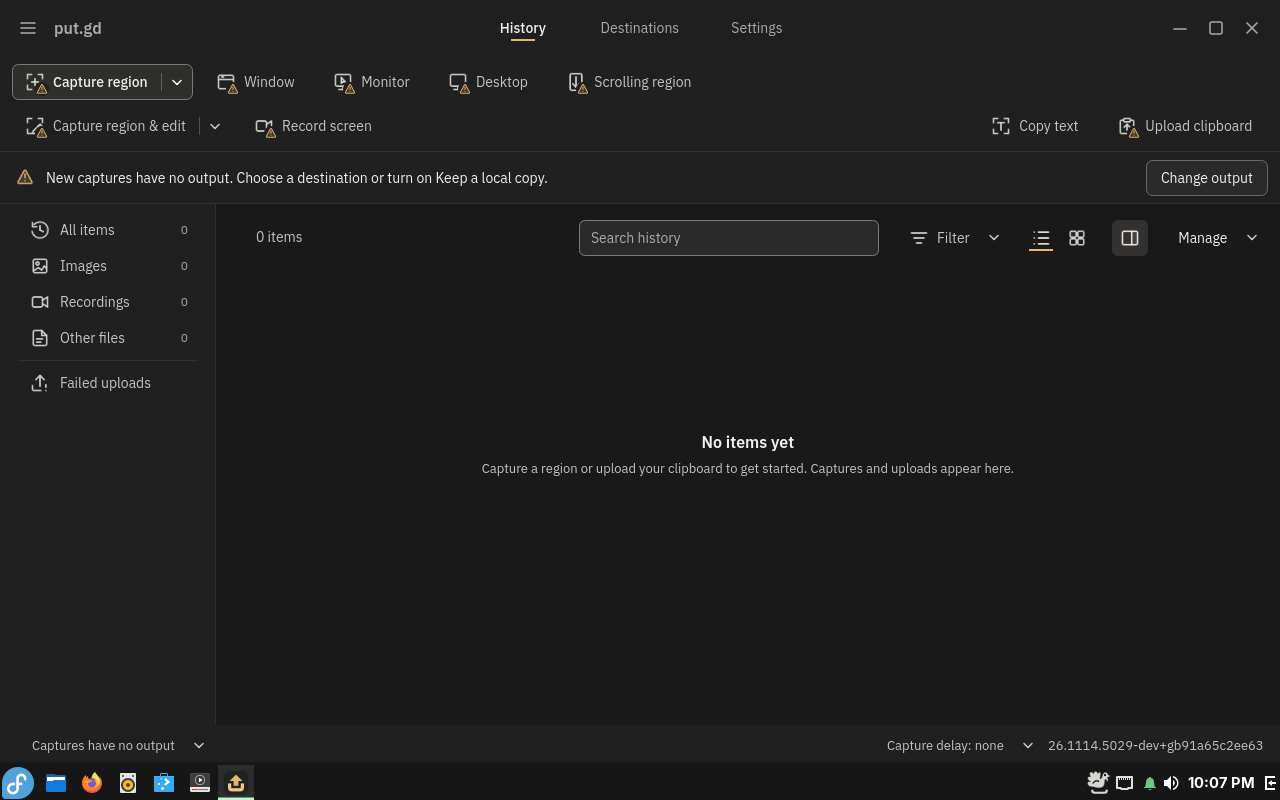 put.gd
History
Destinations
Settings
Capture region
Window
Monitor
Desktop
Scrolling region
Capture region & edit
Record screen
Copy text
Upload clipboard
New captures have no output. Choose a destination or turn on Keep a local copy.
Change output
All items 0
Images 0
Recordings 0
Other files 0
Failed uploads
0 items
Search history
Filter
Manage
No items yet
Capture a region or upload your clipboard to get started. Captures and uploads appear here.
Captures have no output
Capture delay: none
26.1114.5029-dev+gb91a65c2ee63
10:07 PM